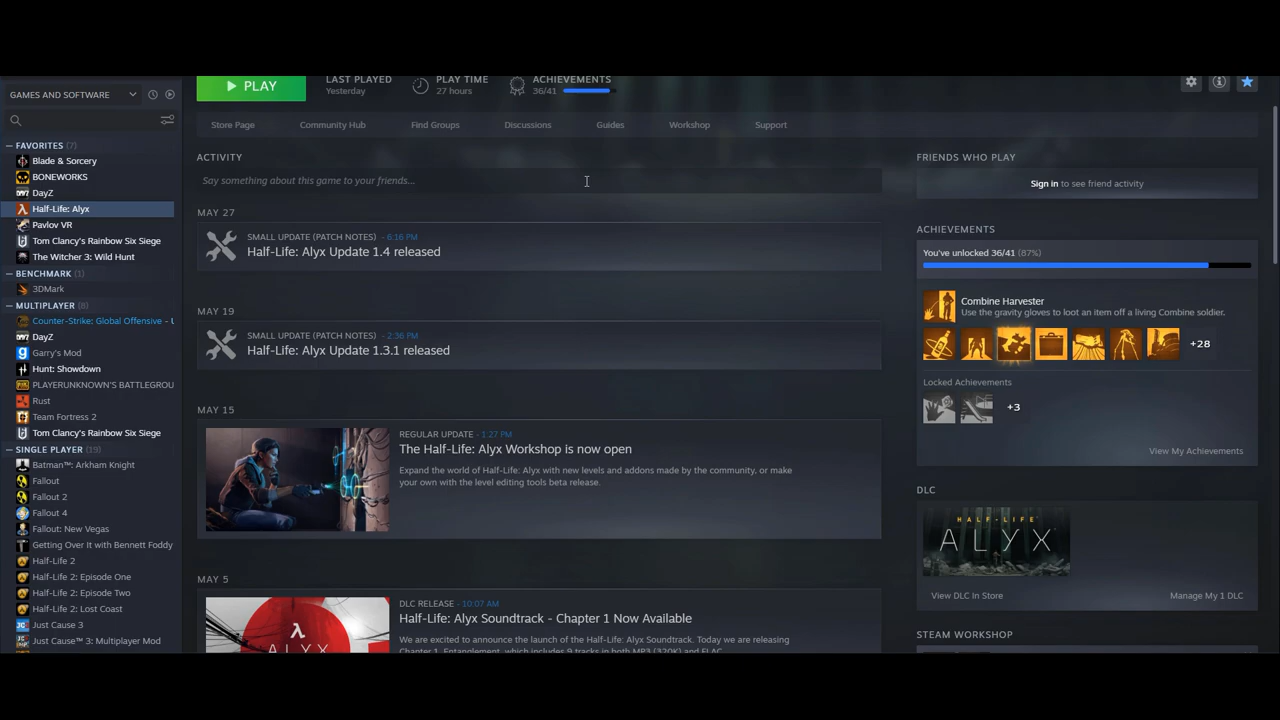 GAMES AND SOFTWARE
FAVORITES (7)
Blade & Sorcery
BONEWORKS
DayZ
Half-Life: Alyx
Pavlov VR
Tom Clancy's Rainbow Six Siege
The Witcher 3: Wild Hunt
BENCHMARK (1)
3DMark
MULTIPLAYER (8)
Counter-Strike: Global Offensive - U
DayZ
Garry's Mod
Hunt: Showdown
PLAYERUNKNOWN'S BATTLEGROU
Rust
Team Fortress 2
Tom Clancy's Rainbow Six Siege
SINGLE PLAYER (19)
Batman™: Arkham Knight
Fallout
Fallout 2
Fallout 4
Fallout: New Vegas
Getting Over It with Bennett Foddy
Half-Life 2
Half-Life 2: Episode One
Half-Life 2: Episode Two
Half-Life 2: Lost Coast
Just Cause 3
Just Cause™ 3: Multiplayer Mod
PLAY
LAST PLAYED
Yesterday
PLAY TIME
27 hours
ACHIEVEMENTS
36/41
Store Page
Community Hub
Find Groups
Discussions
Guides
Workshop
Support
ACTIVITY
Say something about this game to your friends...
MAY 27
SMALL UPDATE (PATCH NOTES) - 6:16 PM
Half-Life: Alyx Update 1.4 released
MAY 19
SMALL UPDATE (PATCH NOTES) - 2:36 PM
Half-Life: Alyx Update 1.3.1 released
MAY 15
REGULAR UPDATE - 1:27 PM
The Half-Life: Alyx Workshop is now open
Expand the world of Half-Life: Alyx with new levels and addons made by the community, or make
your own with the level editing tools beta release.
MAY 5
DLC RELEASE - 10:07 AM
Half-Life: Alyx Soundtrack - Chapter 1 Now Available
We are excited to announce the launch of the Half-Life: Alyx Soundtrack. Today we are releasing
Chapter 1, Entanglement, which includes 9 tracks in both MP3 (320K) and FLAC
λ
ALYX
FRIENDS WHO PLAY
Sign in to see friend activity
ACHIEVEMENTS
You've unlocked 36/41 (87%)
Combine Harvester
Use the gravity gloves to loot an item off a living Combine soldier.
+28
Locked Achievements
+3
View My Achievements
DLC
HALF-LIFE
ALYX
View DLC In Store
Manage My 1 DLC
STEAM WORKSHOP